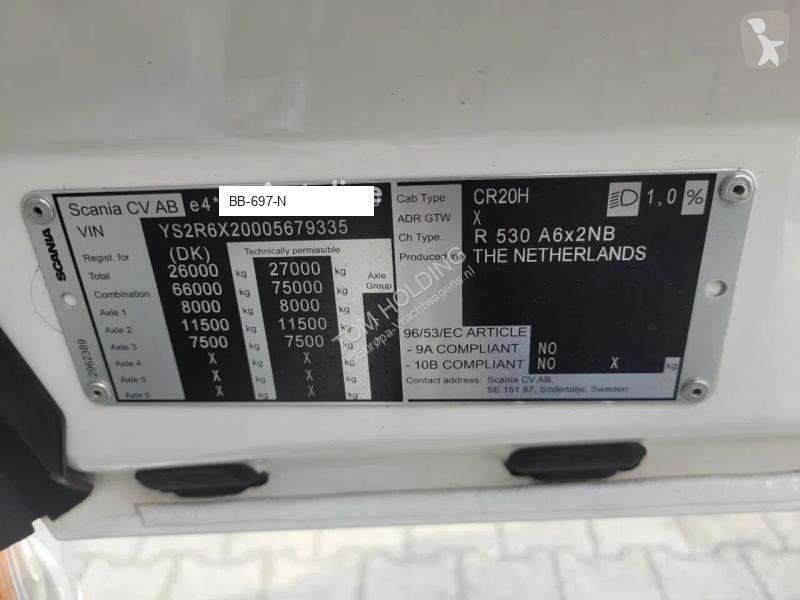 Scania CV AB e4* BB-697-N
VIN YS2R6X20005679335
Regist. for (DK) Technically permissible
Total 26000 kg 27000 kg Axle Group
Combination 66000 kg 75000 kg
Axle 1 8000 kg 8000 kg
Axle 2 11500 kg 11500 kg
Axle 3 7500 kg 7500 kg
Axle 4 X kg X kg
Axle 5 X kg X kg
Axle 6 X kg X kg
SCANIA
2962389
Cab Type CR20H 1,0 %
ADR GTW X
Ch Type. R 530 A6x2NB
Produced in THE NETHERLANDS
96/53/EC ARTICLE
- 9A COMPLIANT NO
- 10B COMPLIANT NO X kg
Contact address: Scania CV AB,
SE 151 87, Södertälje, Sweden
TOM HOLDING
Europa-Vrachtwagens.nl